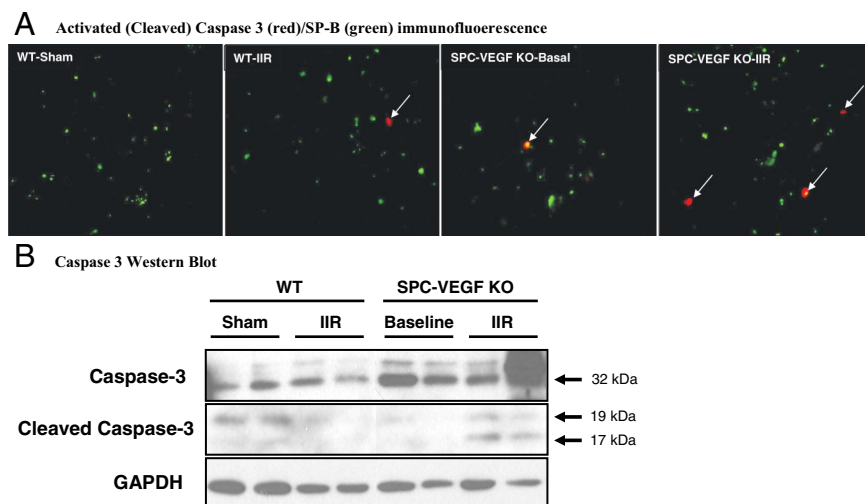 A Activated (Cleaved) Caspase 3 (red)/SP-B (green) immunofluoerescence
WT-Sham WT-IIR SPC-VEGF KO-Basal SPC-VEGF KO-IIR
B Caspase 3 Western Blot
WT SPC-VEGF KO
Sham IIR Baseline IIR
Caspase-3 32 kDa
19 kDa
Cleaved Caspase-3
17 kDa
GAPDH